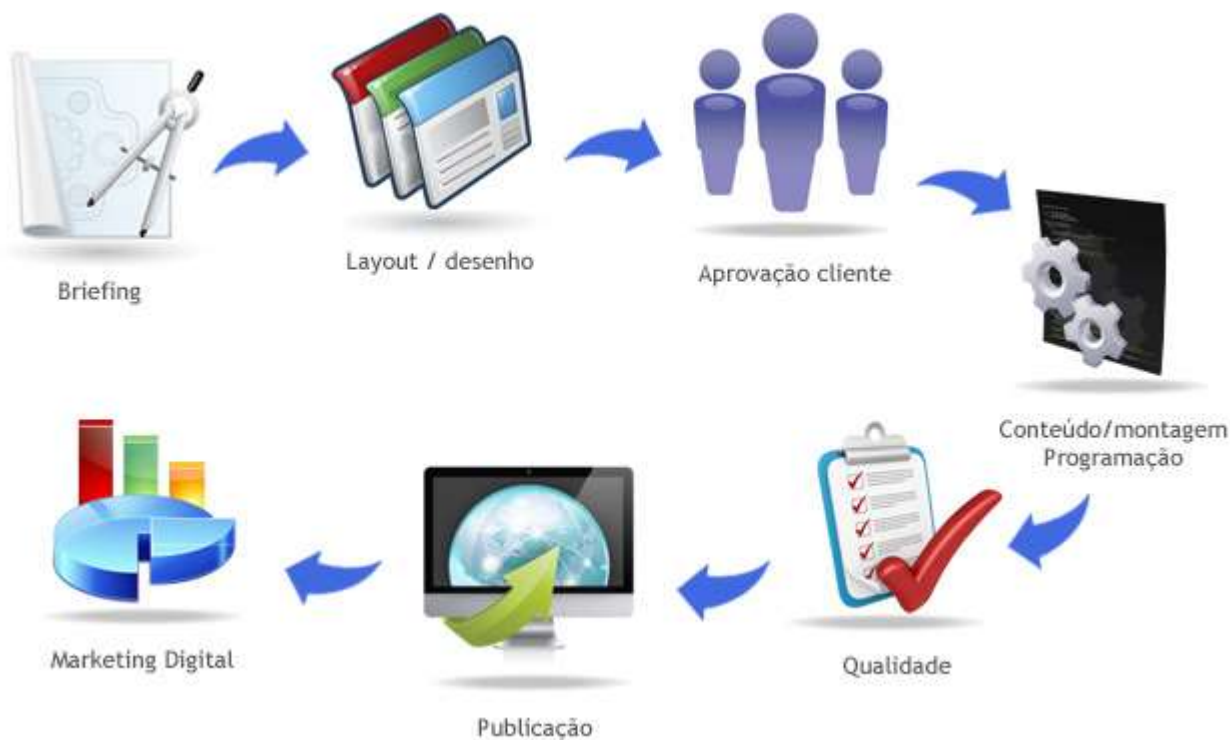 Briefing
Layout / desenho
Aprovação cliente
Conteúdo/montagem
Programação
Qualidade
Publicação
Marketing Digital